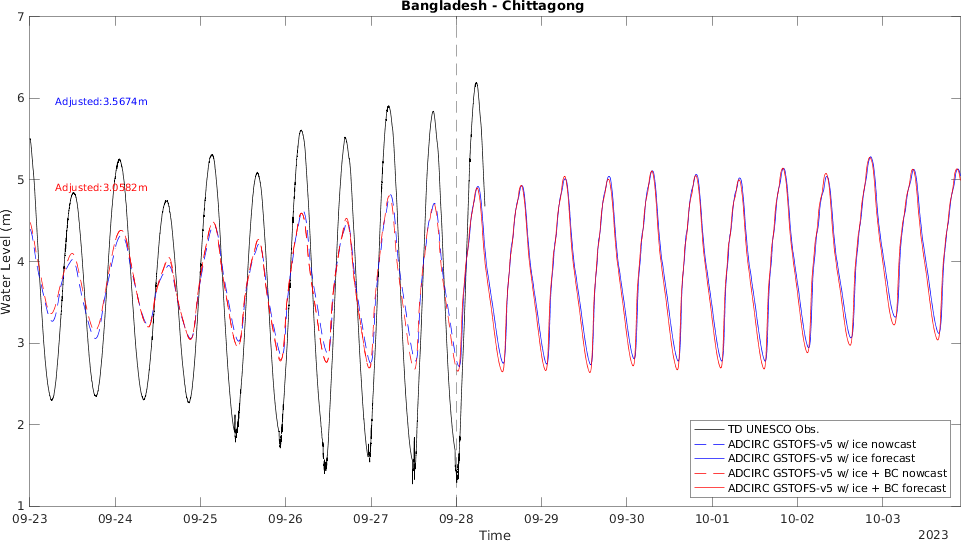 Bangladesh - Chittagong
7
6
5
4
3
2
1
Water Level (m)
Adjusted:3.5674m
Adjusted:3.0582m
TD UNESCO Obs.
ADCIRC GSTOFS-v5 w/ ice nowcast
ADCIRC GSTOFS-v5 w/ ice forecast
ADCIRC GSTOFS-v5 w/ ice + BC nowcast
ADCIRC GSTOFS-v5 w/ ice + BC forecast
09-23 09-24 09-25 09-26 09-27 09-28 09-29 09-30 10-01 10-02 10-03
Time
2023